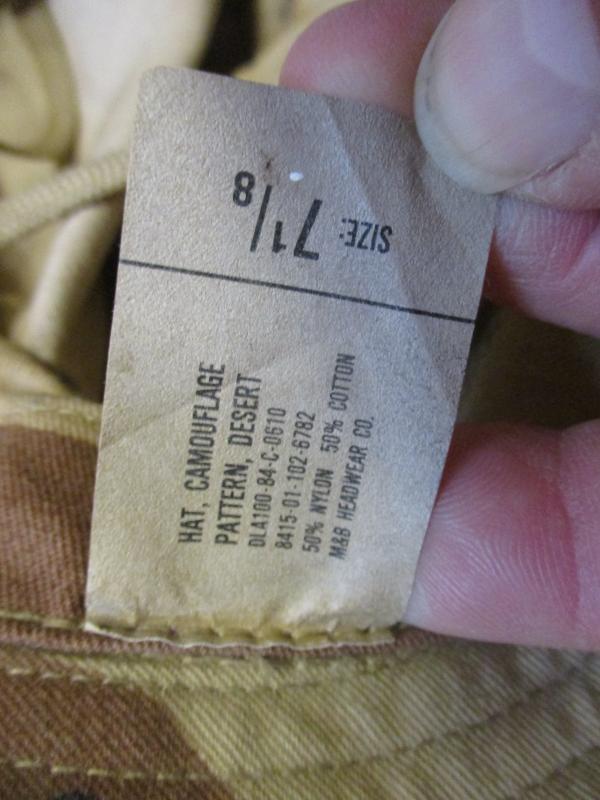 SIZE: 7 1/8
HAT, CAMOUFLAGE
PATTERN, DESERT
DLA100-84-C-0610
8415-01-102-6782
50% NYLON 50% COTTON
M&B HEADWEAR CO.